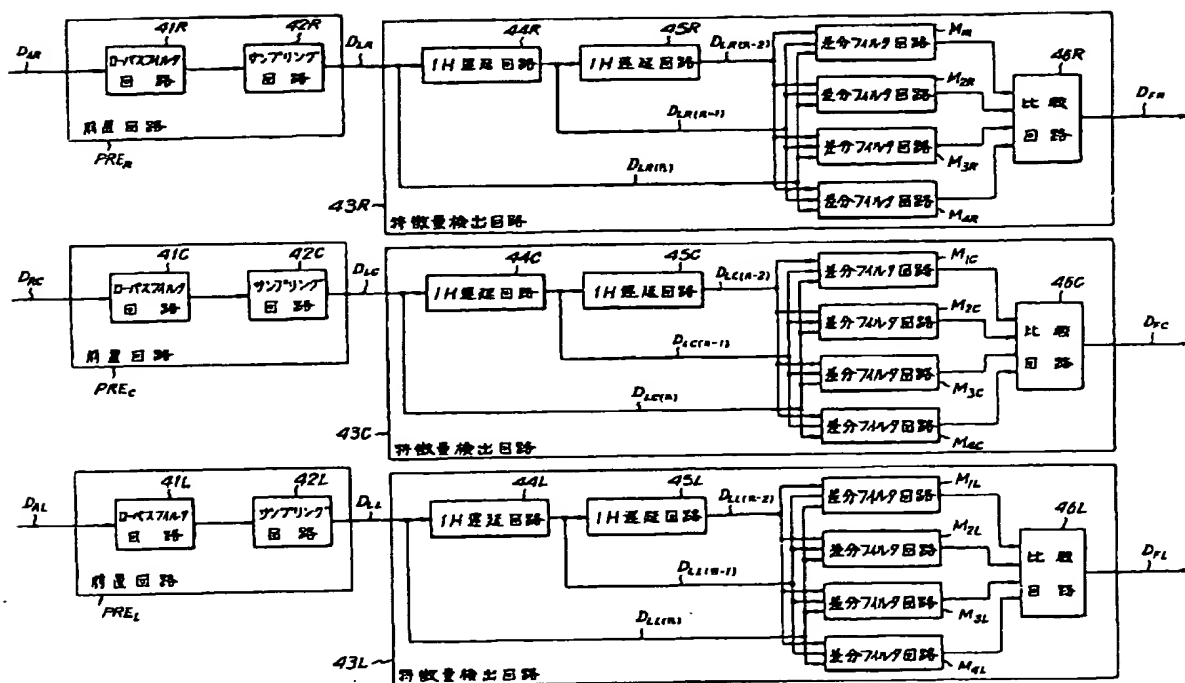 41R
42R
44R
45R
D_AR
ローパスフィルタ
回路
サンプリング
回路
D_LR
1H遅延回路
1H遅延回路
D_LR(n-2)
差分フィルタ回路
M_1R
差分フィルタ回路
M_2R
差分フィルタ回路
M_3R
差分フィルタ回路
M_4R
46R
比較
回路
D_FR
D_LR(n-1)
D_LR(n)
前置回路
PRE_R
43R
特徴量検出回路
41C
42C
44C
45C
D_RC
ローパスフィルタ
回路
サンプリング
回路
D_LC
1H遅延回路
1H遅延回路
D_LC(n-2)
差分フィルタ回路
M_1C
差分フィルタ回路
M_2C
差分フィルタ回路
M_3C
差分フィルタ回路
M_4C
46C
比較
回路
D_FC
D_LC(n-1)
D_LC(n)
前置回路
PRE_C
43C
特徴量検出回路
41L
42L
44L
45L
D_AL
ローパスフィルタ
回路
サンプリング
回路
D_LL
1H遅延回路
1H遅延回路
D_LL(n-2)
差分フィルタ回路
M_1L
差分フィルタ回路
M_2L
差分フィルタ回路
M_3L
差分フィルタ回路
M_4L
46L
比較
回路
D_FL
D_LL(n-1)
D_LL(n)
前置回路
PRE_L
43L
特徴量検出回路